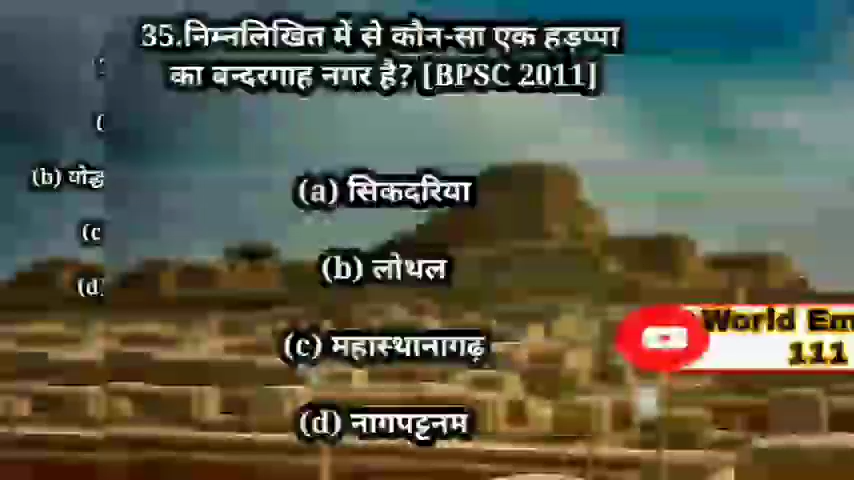 35.निम्नलिखित में से कौन-सा एक हड़प्पा
का बन्दरगाह नगर है? [BPSC 2011]
(a) सिकदरिया
(b) लोथल
(c) महास्थानागढ़
(d) नागपट्टनम
(b) योद्ध
(c
(d)
World Em
111